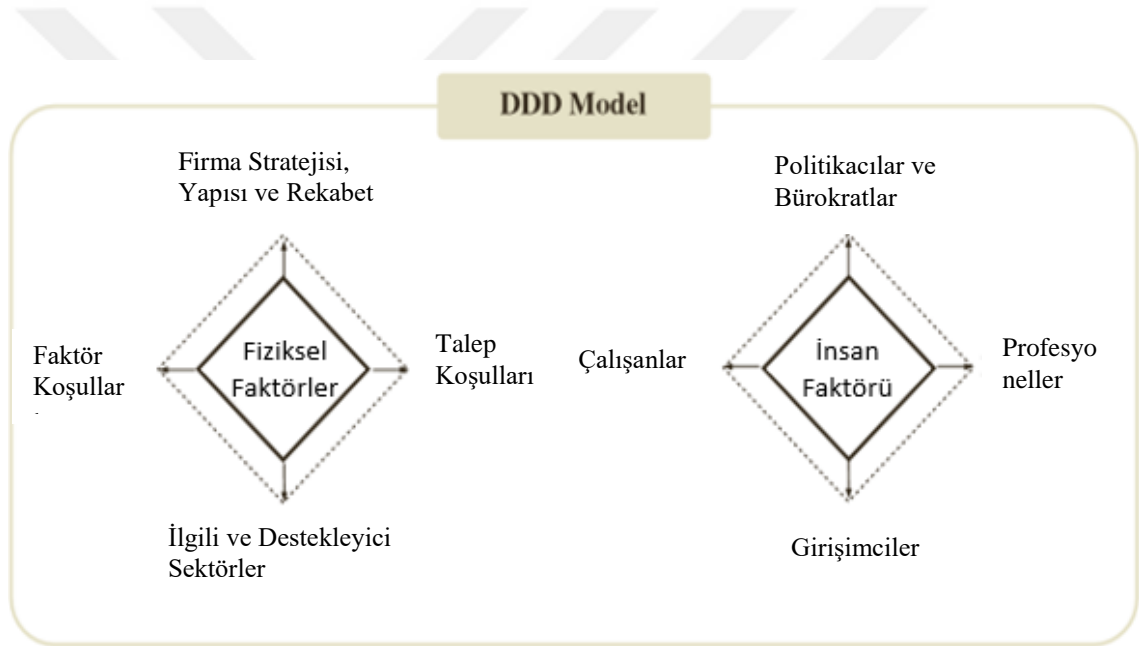 DDD Model
Firma Stratejisi,
Yapısı ve Rekabet
Faktör
Koşullar
Fiziksel
Faktörler
Talep
Koşulları
İlgili ve Destekleyici
Sektörler
Politikacılar ve
Bürokratlar
Çalışanlar
İnsan
Faktörü
Profesyo
neller
Girişimciler